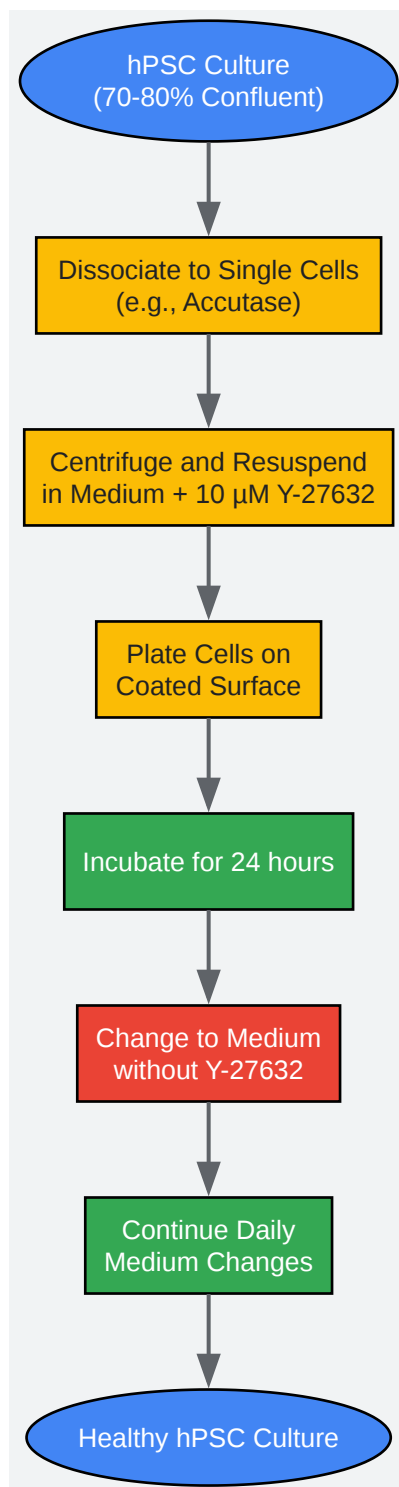 hPSC Culture
(70-80% Confluent)
Dissociate to Single Cells
(e.g., Accutase)
Centrifuge and Resuspend
in Medium + 10 µM Y-27632
Plate Cells on
Coated Surface
Incubate for 24 hours
Change to Medium
without Y-27632
Continue Daily
Medium Changes
Healthy hPSC Culture